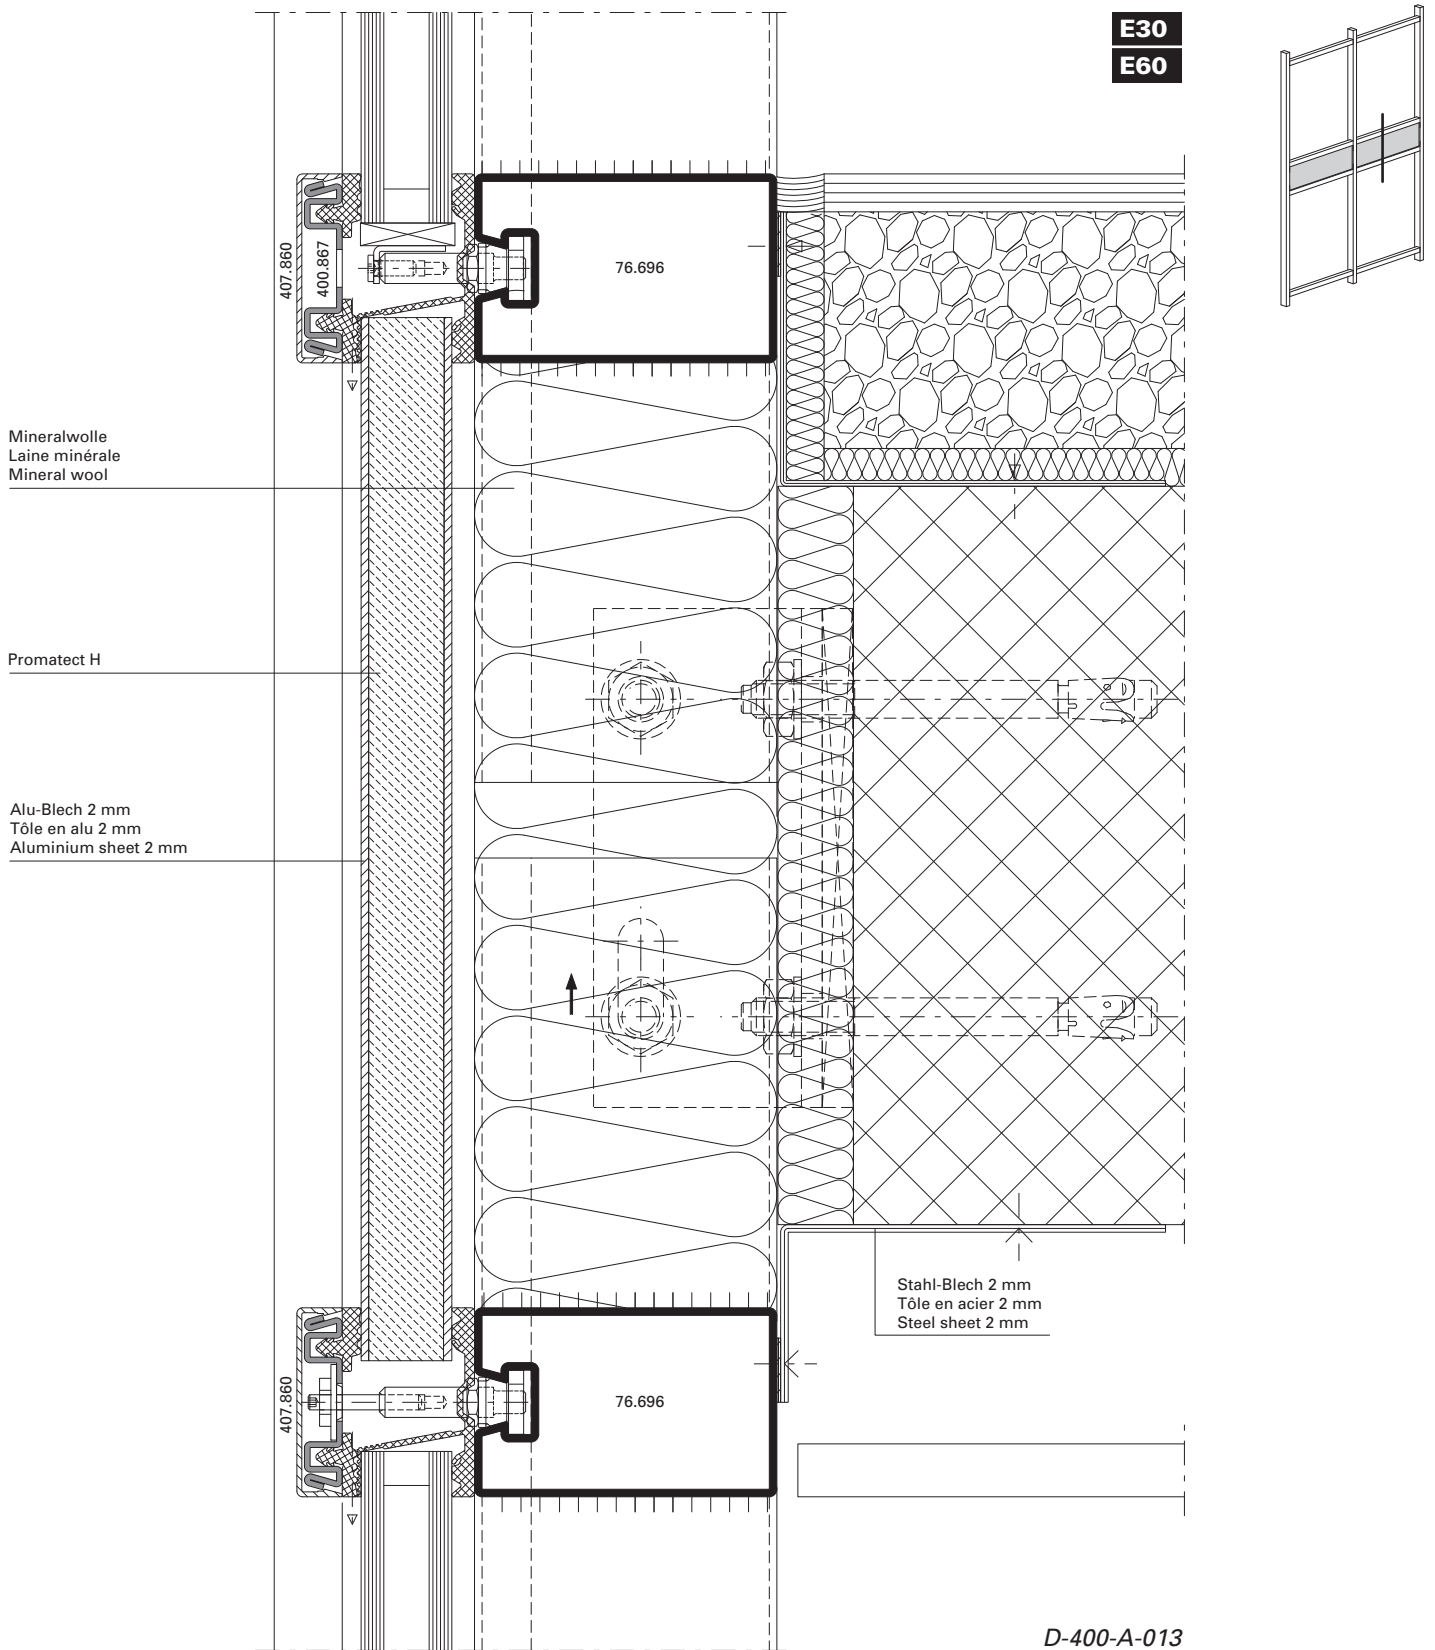 E30
E60
407.860
400.867
76.696
Mineralwolle
Laine minérale
Mineral wool
Promatect H
Alu-Blech 2 mm
Tôle en alu 2 mm
Aluminium sheet 2 mm
Stahl-Blech 2 mm
Tôle en acier 2 mm
Steel sheet 2 mm
407.860
76.696
D-400-A-013